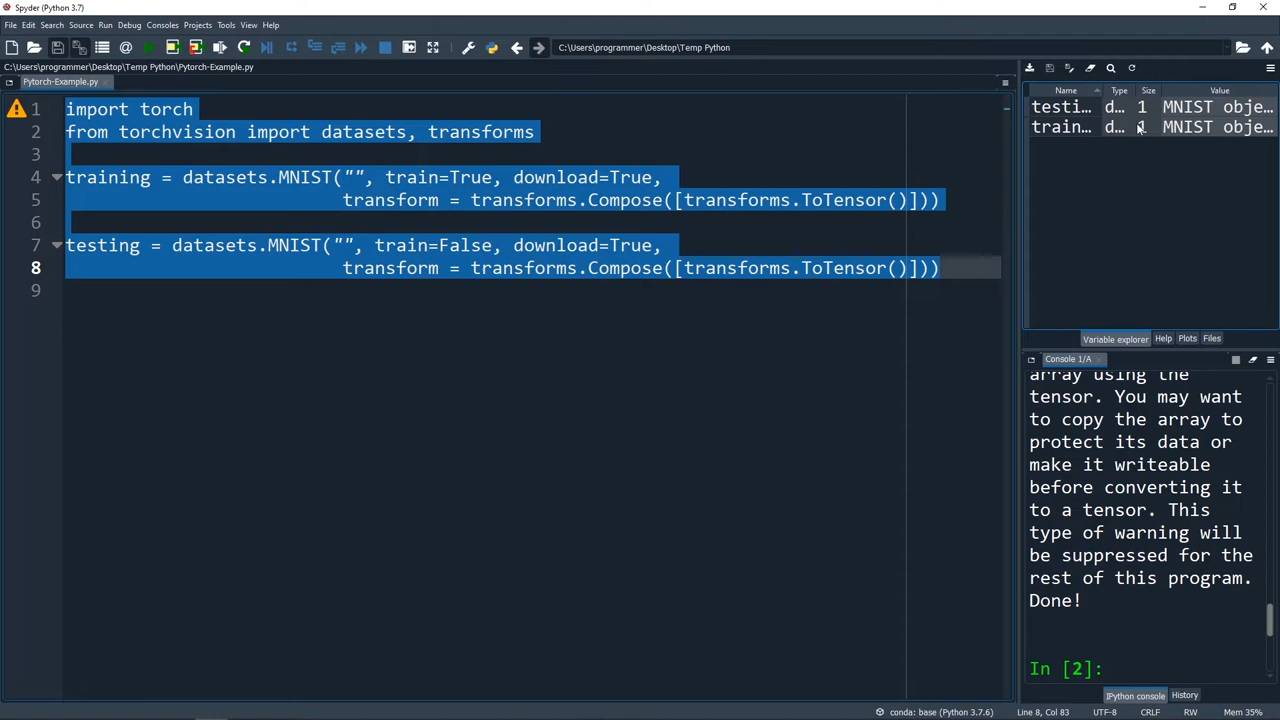 Spyder (Python 3.7)
File Edit Search Source Run Debug Consoles Projects Tools View Help
C:\Users\programmer\Desktop\Temp Python
C:\Users\programmer\Desktop\Temp Python\Pytorch-Example.py
Pytorch-Example.py
1 import torch
2 from torchvision import datasets, transforms
3
4 training = datasets.MNIST("", train=True, download=True,
5 transform = transforms.Compose([transforms.ToTensor()]))
6
7 testing = datasets.MNIST("", train=False, download=True,
8 transform = transforms.Compose([transforms.ToTensor()]))
9
Name Type Size Value
testi… d… 1 MNIST obje…
train… d… 1 MNIST obje…
Variable explorer Help Plots Files
Console 1/A
array using the
tensor. You may want
to copy the array to
protect its data or
make it writeable
before converting it
to a tensor. This
type of warning will
be suppressed for the
rest of this program.
Done!
In [2]:
IPython console History
conda: base (Python 3.7.6) Line 8, Col 83 UTF-8 CRLF RW Mem 35%